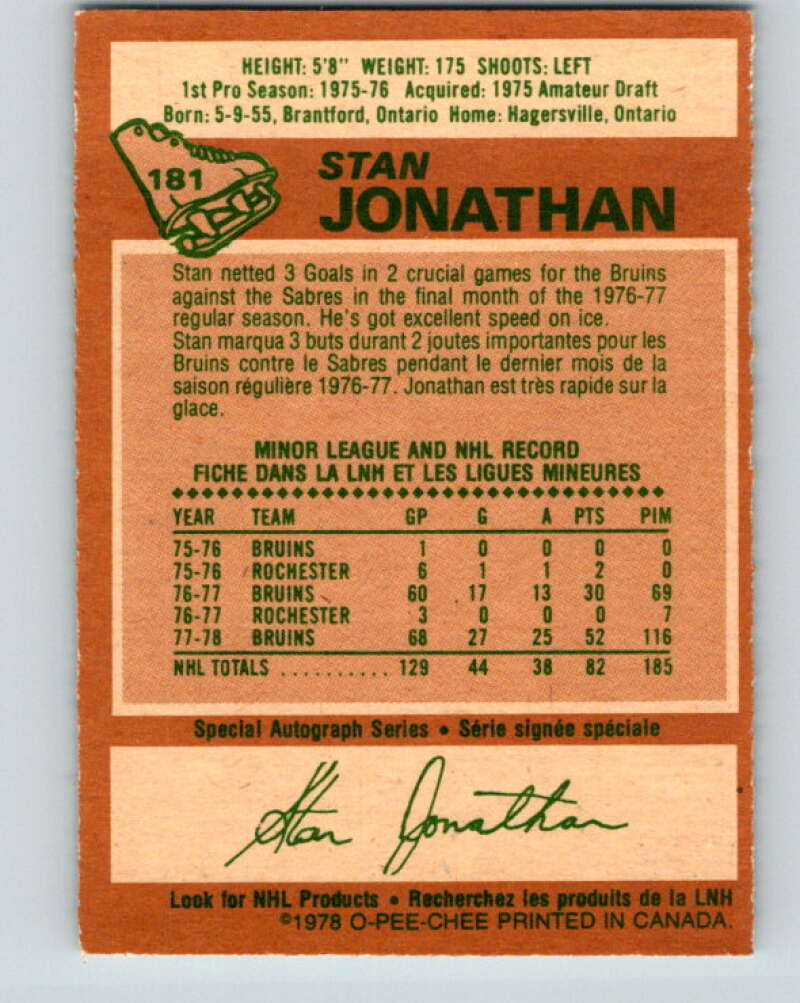 HEIGHT: 5'8" WEIGHT: 175 SHOOTS: LEFT
1st Pro Season: 1975-76 Acquired: 1975 Amateur Draft
Born: 5-9-55, Brantford, Ontario Home: Hagersville, Ontario
181
STAN
JONATHAN
Stan netted 3 Goals in 2 crucial games for the Bruins
against the Sabres in the final month of the 1976-77
regular season. He's got excellent speed on ice.
Stan marqua 3 buts durant 2 joutes importantes pour les
Bruins contre le Sabres pendant le dernier mois de la
saison régulière 1976-77. Jonathan est très rapide sur la
glace.
MINOR LEAGUE AND NHL RECORD
FICHE DANS LA LNH ET LES LIGUES MINEURES
YEAR TEAM GP G A PTS PIM
75-76 BRUINS 1 0 0 0 0
75-76 ROCHESTER 6 1 1 2 0
76-77 BRUINS 60 17 13 30 69
76-77 ROCHESTER 3 0 0 0 7
77-78 BRUINS 68 27 25 52 116
NHL TOTALS .......... 129 44 38 82 185
Special Autograph Series • Série signée spéciale
Stan Jonathan
Look for NHL Products • Recherchez les produits de la LNH
©1978 O-PEE-CHEE PRINTED IN CANADA.